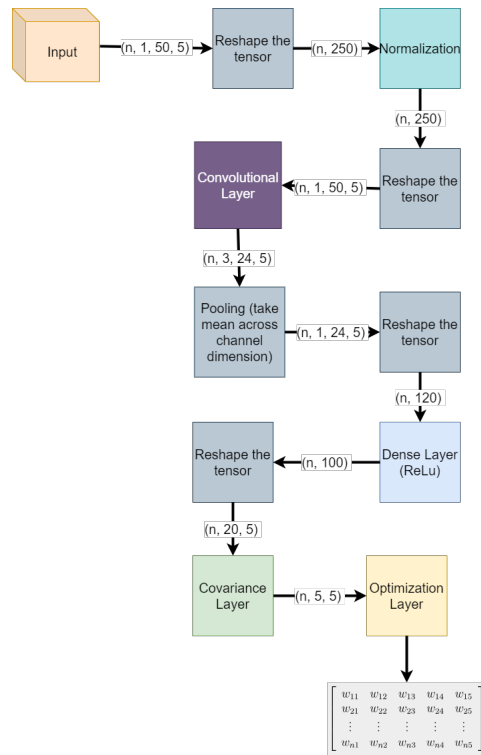 Input
(n, 1, 50, 5)
Reshape the
tensor
(n, 250)
Normalization
(n, 250)
Reshape the
tensor
(n, 1, 50, 5)
Convolutional
Layer
(n, 3, 24, 5)
Pooling (take
mean across
channel
dimension)
(n, 1, 24, 5)
Reshape the
tensor
(n, 120)
Dense Layer
(ReLu)
(n, 100)
Reshape the
tensor
(n, 20, 5)
Covariance
Layer
(n, 5, 5)
Optimization
Layer
w11 w12 w13 w14 w15
w21 w22 w23 w24 w25
⋮ ⋮ ⋮ ⋮ ⋮
wn1 wn2 wn3 wn4 wn5